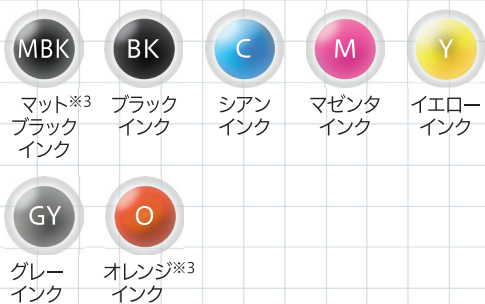 MBK BK C M Y
マット※3 ブラック シアン マゼンタ イエロー
ブラック インク インク インク インク
インク
GY O
グレー オレンジ※3
インク インク